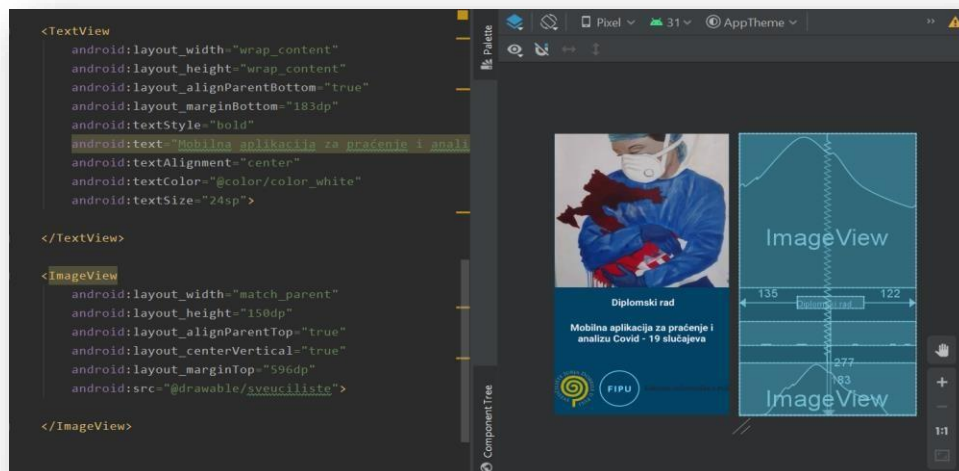 <TextView
android:layout_width="wrap_content"
android:layout_height="wrap_content"
android:layout_alignParentBottom="true"
android:layout_marginBottom="183dp"
android:textStyle="bold"
android:text="Mobilna aplikacija za praćenje i anali
android:textAlignment="center"
android:textColor="@color/color_white"
android:textSize="24sp">
</TextView>
<ImageView
android:layout_width="match_parent"
android:layout_height="150dp"
android:layout_alignParentTop="true"
android:layout_centerVertical="true"
android:layout_marginTop="596dp"
android:src="@drawable/sveuciliste">
</ImageView>
Palette
Component Tree
Pixel
31
AppTheme
Diplomski rad
Mobilna aplikacija za praćenje i
analizu Covid - 19 slučajeva
FIPU
ImageView
135
Diplomski rad
122
277
183
ImageView
1:1